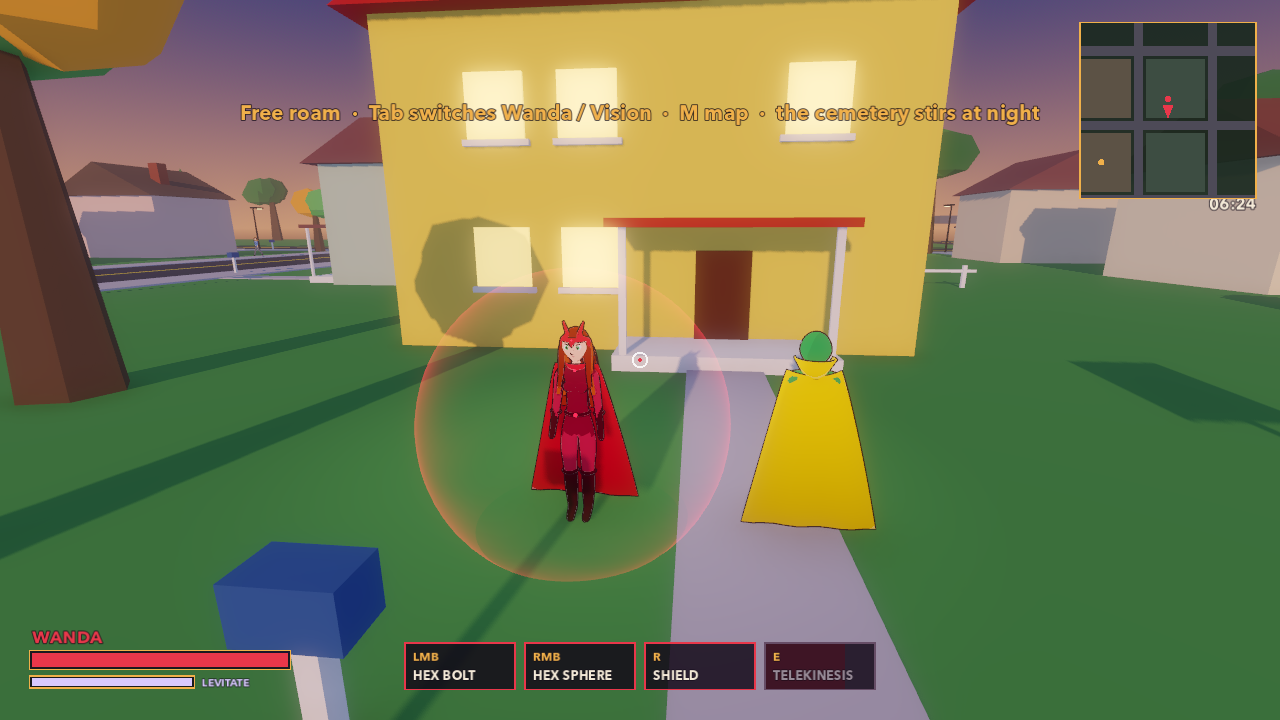 Free roam · Tab switches Wanda / Vision · M map · the cemetery stirs at night
06:24
WANDA
LEVITATE
LMB
HEX BOLT
RMB
HEX SPHERE
R
SHIELD
E
TELEKINESIS